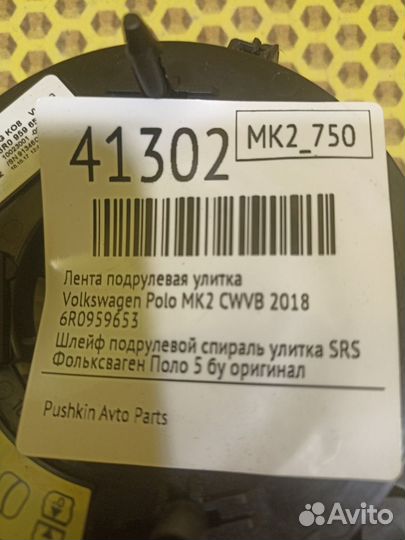 41302
MK2_750
Лента подрулевая улитка
Volkswagen Polo MK2 CWVB 2018
6R0959653
Шлейф подрулевой спираль улитка SRS
Фольксваген Поло 5 бу оригинал
Pushkin Avto Parts
Avito